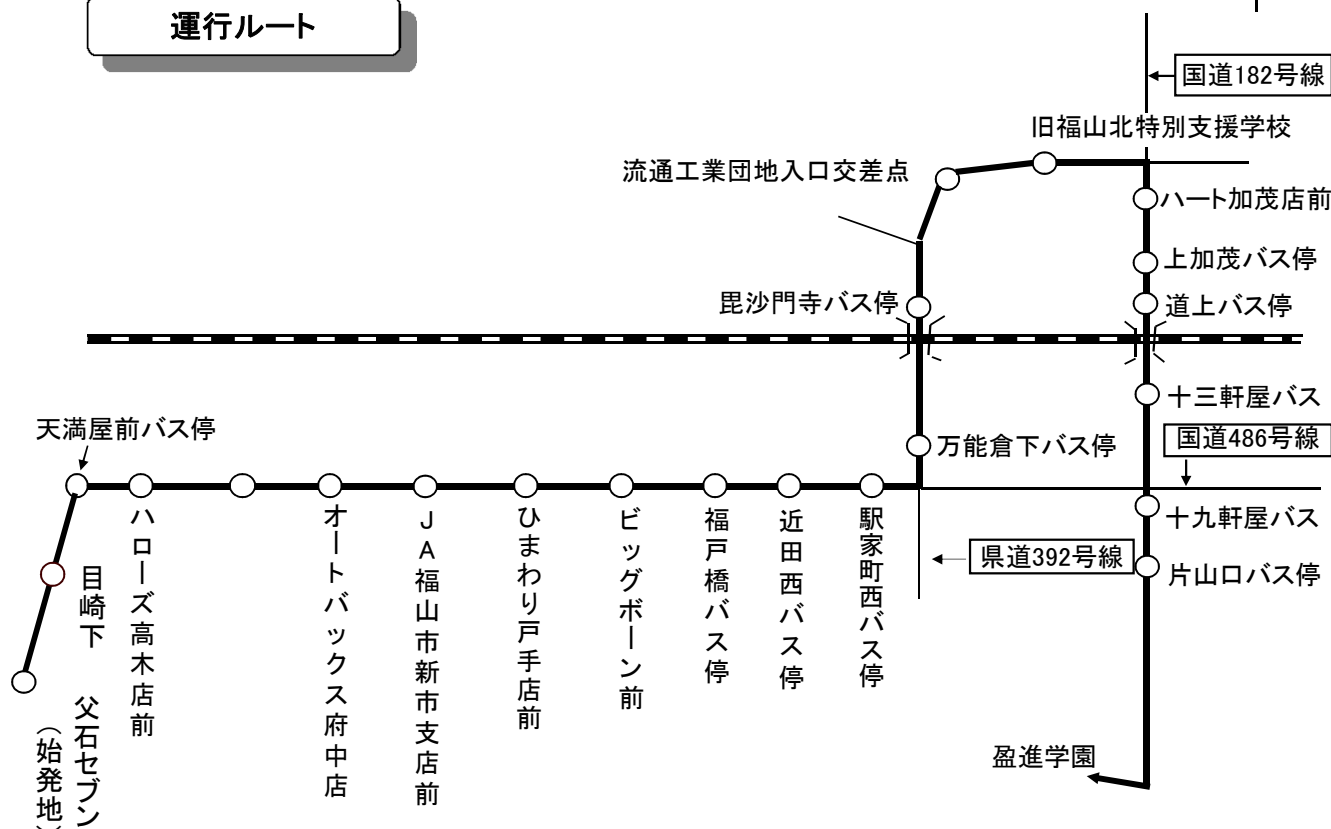 運行ルート
国道182号線
旧福山北特別支援学校
流通工業団地入口交差点
ハート加茂店前
上加茂バス停
毘沙門寺バス停
道上バス停
十三軒屋バス
天満屋前バス停
国道486号線
万能倉下バス停
十九軒屋バス
県道392号線
片山口バス停
目崎下
父石セブン
（始発地）
ハローズ高木店前
オートバックス府中店
JA福山市新市支店前
ひまわり戸手店前
ビッグボーン前
福戸橋バス停
近田西バス停
駅家町西バス停
盈進学園